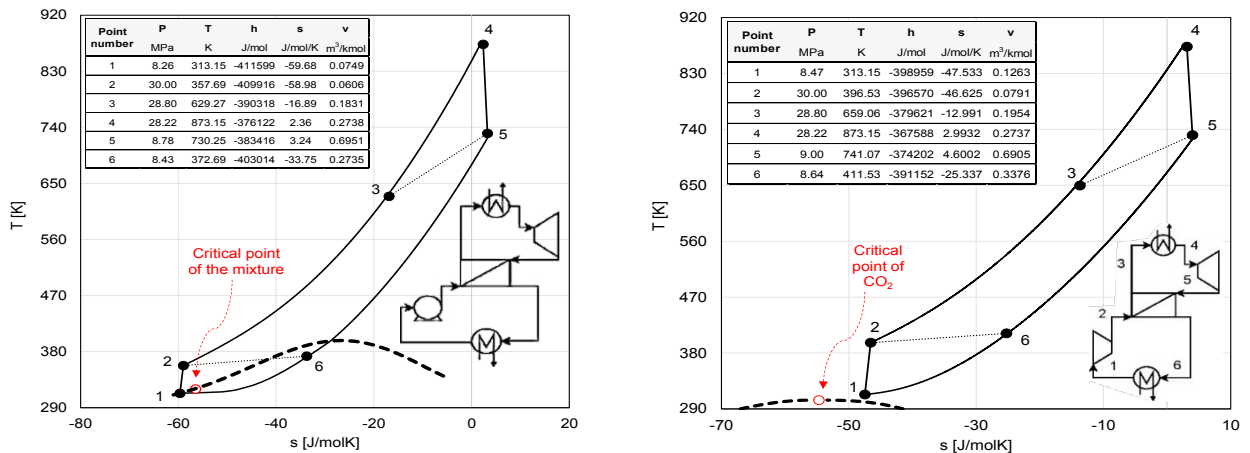 Point number P T h s v
MPa K J/mol J/mol/K m³/kmol
1 8.26 313.15 -411599 -59.68 0.0749
2 30.00 357.69 -409916 -58.98 0.0606
3 28.80 629.27 -390318 -16.89 0.1831
4 28.22 873.15 -376122 2.36 0.2738
5 8.78 730.25 -383416 3.24 0.6951
6 8.43 372.69 -403014 -33.75 0.2735
T [K]
920
830
740
650
560
470
380
290
4
5
3
2
6
1
Critical point
of the mixture
-80 -60 -40 -20 0 20
s [J/molK]
Point number P T h s v
MPa K J/mol J/mol/K m³/kmol
1 8.47 313.15 -398959 -47.533 0.1263
2 30.00 396.53 -396570 -46.625 0.0791
3 28.80 659.06 -379621 -12.991 0.1954
4 28.22 873.15 -367588 2.9932 0.2737
5 9.00 741.07 -374202 4.6002 0.6905
6 8.64 411.53 -391152 -25.337 0.3376
T [K]
920
830
740
650
560
470
380
290
4
5
3
2
6
1
Critical
point of
CO₂
3
4
5
2
1
6
-70 -50 -30 -10 10
s [J/molK]